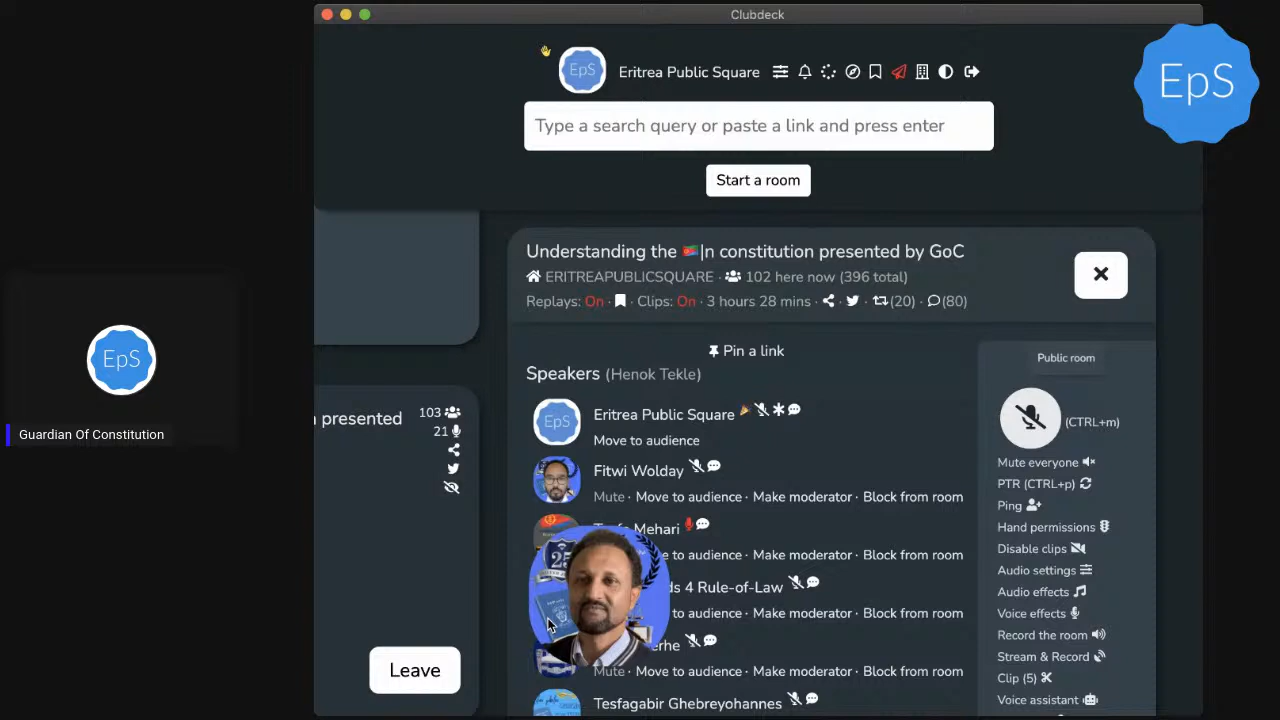 Clubdeck
EpS
Eritrea Public Square
EpS
Type a search query or paste a link and press enter
Start a room
Understanding the 🇪🇷|n constitution presented by GoC
ERITREAPUBLICSQUARE · 102 here now (396 total)
Replays: On · Clips: On · 3 hours 28 mins · · · (20) · (80)
Pin a link
Speakers (Henok Tekle)
EpS
Eritrea Public Square
Move to audience
Fitwi Wolday
Mute · Move to audience · Make moderator · Block from room
Mehari
to audience · Make moderator · Block from room
25
4 Rule-of-Law
to audience · Make moderator · Block from room
Mute · Move to audience · Make moderator · Block from room
Tesfagabir Ghebreyohannes
Public room
(CTRL+m)
Mute everyone
PTR (CTRL+p)
Ping
Hand permissions
Disable clips
Audio settings
Audio effects
Voice effects
Record the room
Stream & Record
Clip (5)
Voice assistant
presented
103
21
Leave
EpS
Guardian Of Constitution